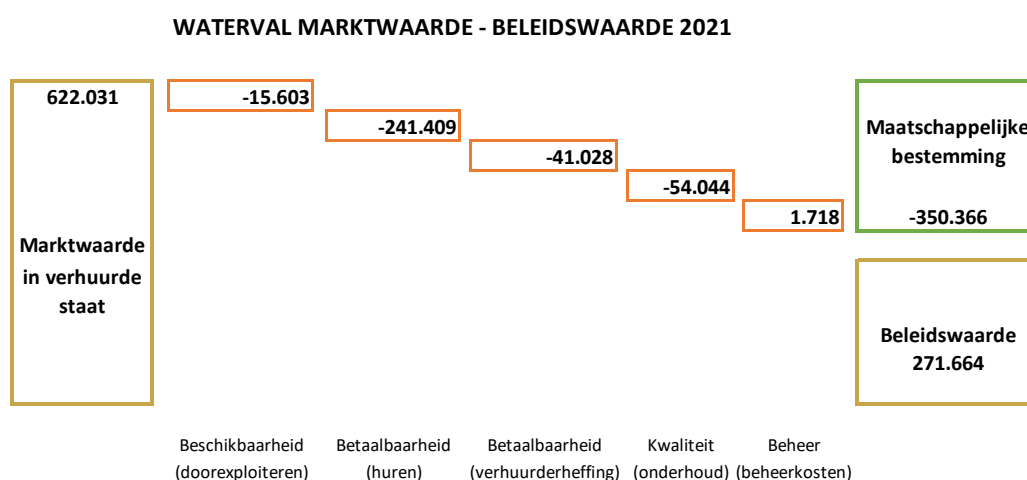 WATERVAL MARKTWAARDE - BELEIDSWAARDE 2021
622.031
Marktwaarde
in verhuurde
staat
-15.603
-241.409
-41.028
-54.044
1.718
Maatschappelijke
bestemming
-350.366
Beleidswaarde
271.664
Beschikbaarheid
(doorexploiteren)
Betaalbaarheid
(huren)
Betaalbaarheid
(verhuurderheffing)
Kwaliteit
(onderhoud)
Beheer
(beheerkosten)